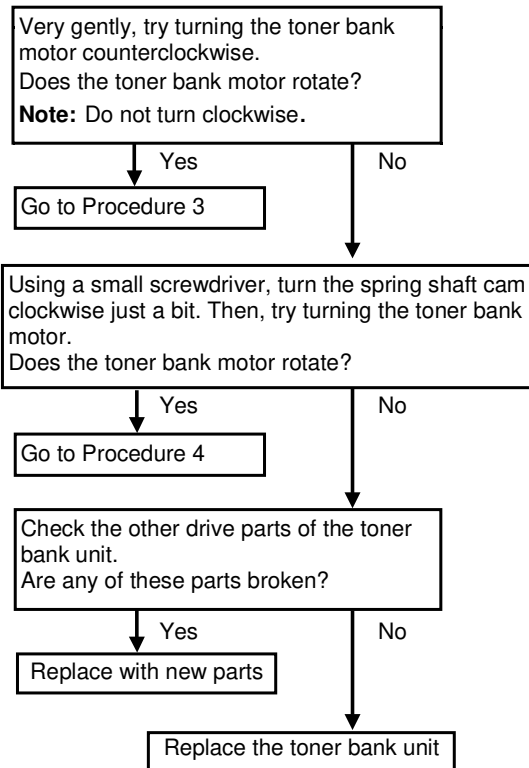 Very gently, try turning the toner bank
motor counterclockwise.
Does the toner bank motor rotate?
Note: Do not turn clockwise.
Yes
No
Go to Procedure 3
Using a small screwdriver, turn the spring shaft cam
clockwise just a bit. Then, try turning the toner bank
motor.
Does the toner bank motor rotate?
Yes
No
Go to Procedure 4
Check the other drive parts of the toner
bank unit.
Are any of these parts broken?
Yes
No
Replace with new parts
Replace the toner bank unit